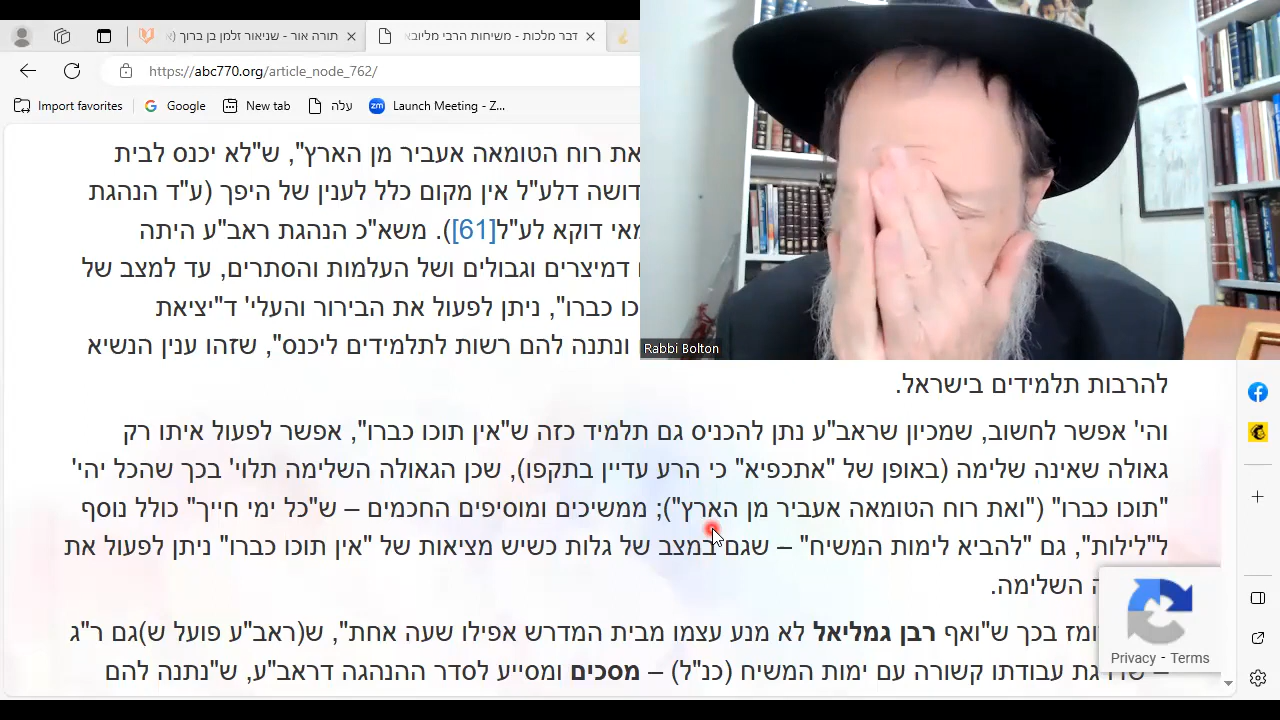 תורה אור - שניאור זלמן בן ברוך (א
דבר מלכות - משיחות הרבי מליובא
https://abc770.org/article_node_762/
Import favorites
Google
New tab
עלה
Launch Meeting - Z...
את רוח הטומאה אעביר מן הארץ", ש"לא יכנס לבית
דושה דלע"ל אין מקום כלל לענין של היפך (ע"ד הנהגת
מאי דוקא לע"ל[61]). משא"כ הנהגת ראב"ע היתה
דמיצרים וגבולים ושל העלמות והסתרים, עד למצב של
כו כברו", ניתן לפעול את הבירור והעלי' ד"יציאת
ונתנה להם רשות לתלמידים ליכנס", שזהו ענין הנשיא
Rabbi Bolton
להרבות תלמידים בישראל.
והי' אפשר לחשוב, שמכיון שראב"ע נתן להכניס גם תלמיד כזה ש"אין תוכו כברו", אפשר לפעול איתו רק
גאולה שאינה שלימה (באופן של "אתכפיא" כי הרע עדיין בתקפו), שכן הגאולה השלימה תלוי' בכך שהכל יהי'
"תוכו כברו" ("ואת רוח הטומאה אעביר מן הארץ"); ממשיכים ומוסיפים החכמים – ש"כל ימי חייך" כולל נוסף
ל"לילות", גם "להביא לימות המשיח" – שגם במצב של גלות כשיש מציאות של "אין תוכו כברו" ניתן לפעול את
השלימה.
ומז בכך ש"ואף רבן גמליאל לא מנע עצמו מבית המדרש אפילו שעה אחת", ש(ראב"ע פועל ש)גם ר"ג
גת עבודתו קשורה עם ימות המשיח (כנ"ל) – מסכים ומסייע לסדר ההנהגה דראב"ע, ש"נתנה להם
Privacy - Terms